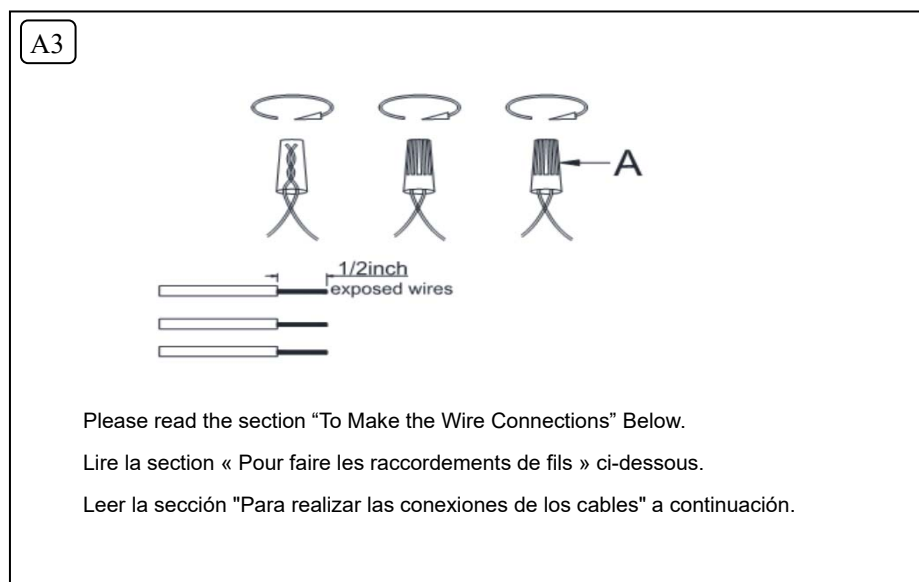 A3
A
1/2inch
exposed wires
Please read the section “To Make the Wire Connections” Below.
Lire la section « Pour faire les raccordements de fils » ci-dessous.
Leer la sección "Para realizar las conexiones de los cables" a continuación.